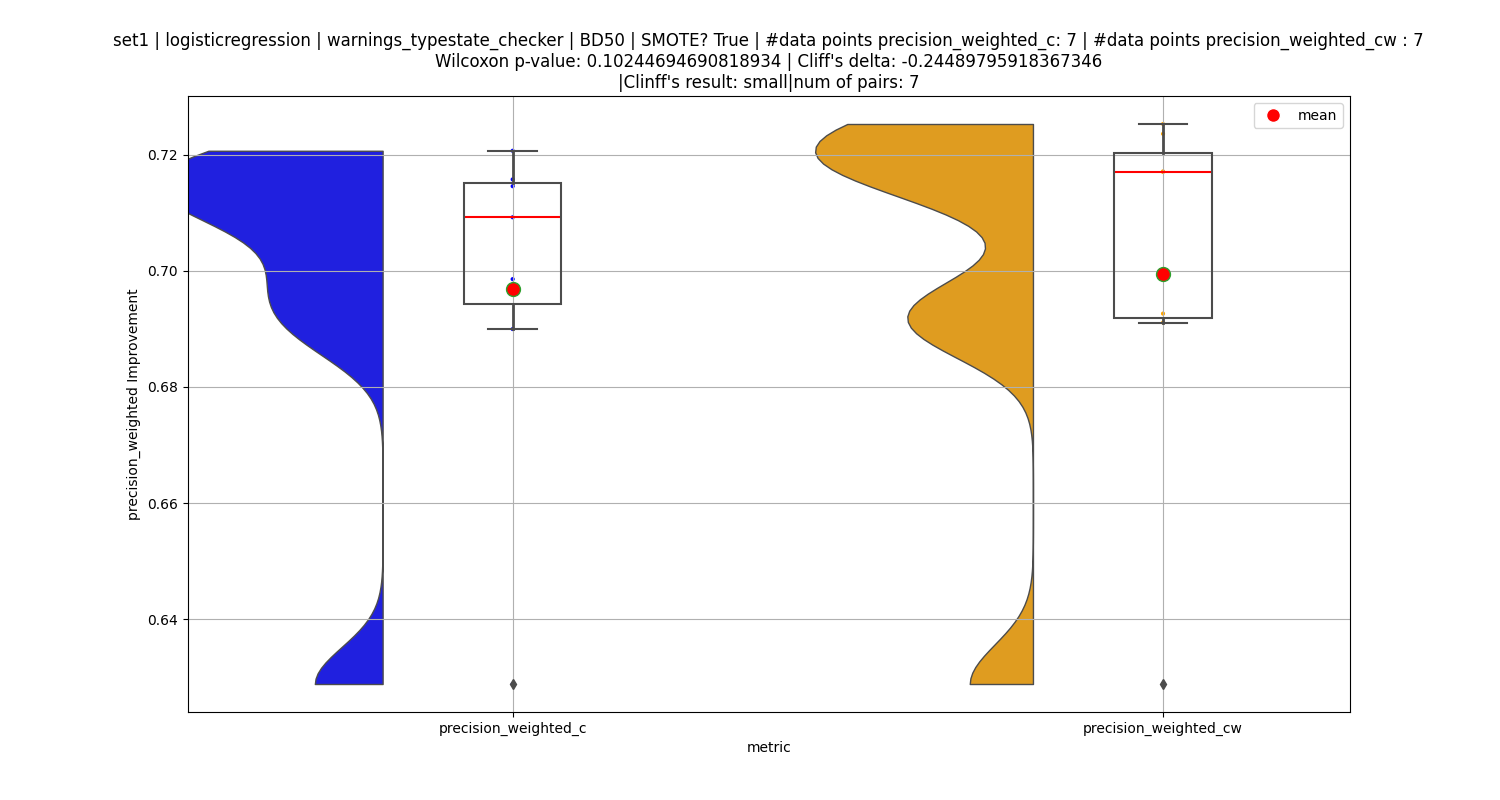 set1 | logisticregression | warnings_typestate_checker | BD50 | SMOTE? True | #data points precision_weighted_c: 7 | #data points precision_weighted_cw : 7
Wilcoxon p-value: 0.10244694690818934 | Cliff's delta: -0.24489795918367346
|Clinff's result: small|num of pairs: 7
mean
0.72
0.70
0.68
0.66
0.64
precision_weighted Improvement
precision_weighted_c
precision_weighted_cw
metric